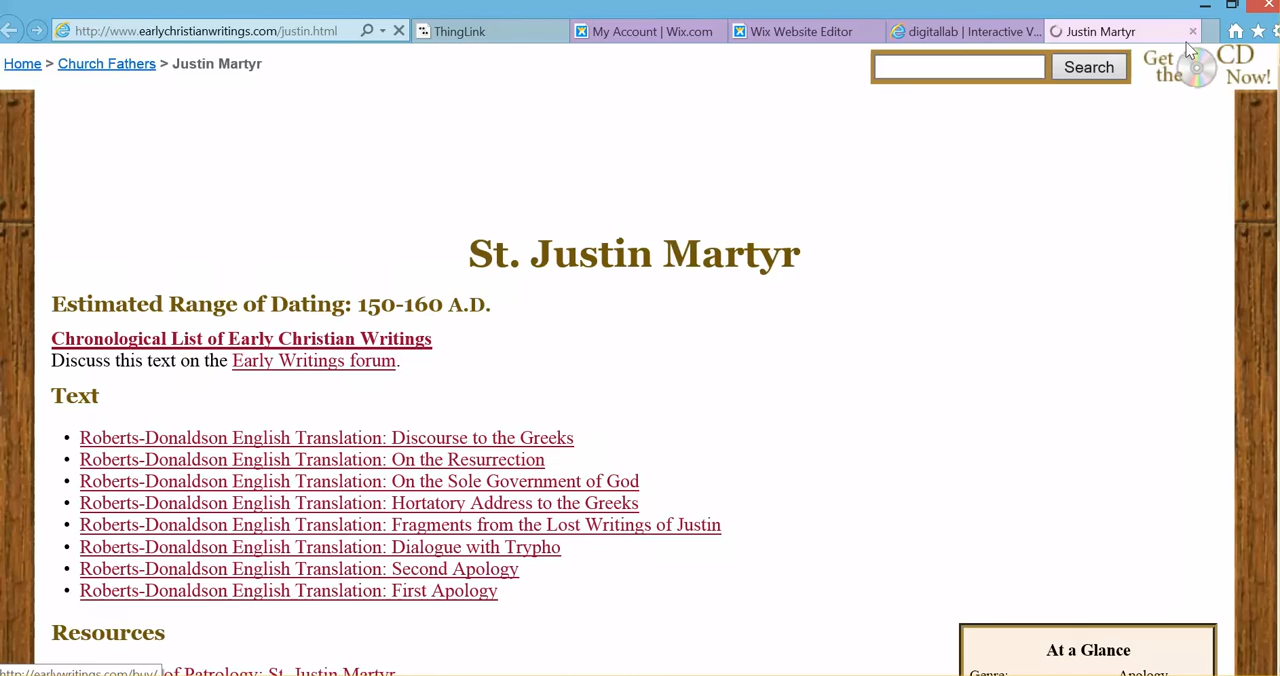 http://www.earlychristianwritings.com/justin.html
ThingLink
My Account | Wix.com
Wix Website Editor
digitallab | Interactive V...
Justin Martyr
Home > Church Fathers > Justin Martyr
Search
Get the CD Now!
St. Justin Martyr
Estimated Range of Dating: 150-160 A.D.
Chronological List of Early Christian Writings
Discuss this text on the Early Writings forum.
Text
• Roberts-Donaldson English Translation: Discourse to the Greeks
• Roberts-Donaldson English Translation: On the Resurrection
• Roberts-Donaldson English Translation: On the Sole Government of God
• Roberts-Donaldson English Translation: Hortatory Address to the Greeks
• Roberts-Donaldson English Translation: Fragments from the Lost Writings of Justin
• Roberts-Donaldson English Translation: Dialogue with Trypho
• Roberts-Donaldson English Translation: Second Apology
• Roberts-Donaldson English Translation: First Apology
Resources
At a Glance
http://earlywritings.com/buy/
of Patrology: St. Justin Martyr
Genre: Apology